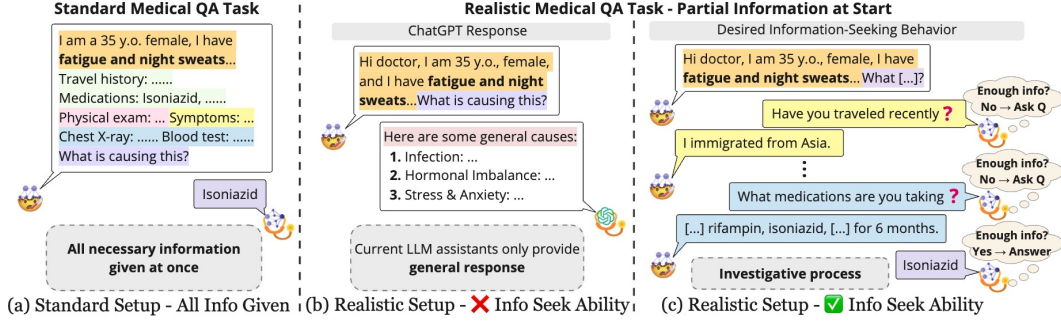 Standard Medical QA Task
I am a 35 y.o. female, I have
fatigue and night sweats...
Travel history: ......
Medications: Isoniazid, ......
Physical exam: ... Symptoms: ...
Chest X-ray: ...... Blood test: ......
What is causing this?
Isoniazid
All necessary information
given at once
(a) Standard Setup - All Info Given
Realistic Medical QA Task - Partial Information at Start
ChatGPT Response
Hi doctor, I am 35 y.o., female,
and I have fatigue and night
sweats...What is causing this?
Here are some general causes:
1. Infection: ...
2. Hormonal Imbalance: ...
3. Stress & Anxiety: ...
Current LLM assistants only provide
general response
(b) Realistic Setup - ❌ Info Seek Ability
Desired Information-Seeking Behavior
Hi doctor, I am 35 y.o., female, I have
fatigue and night sweats...What [...]?
Enough info?
No → Ask Q
Have you traveled recently ?
I immigrated from Asia.
Enough info?
No → Ask Q
What medications are you taking ?
[...] rifampin, isoniazid, [...] for 6 months.
Enough info?
Yes → Answer
Isoniazid
Investigative process
(c) Realistic Setup - ✅ Info Seek Ability